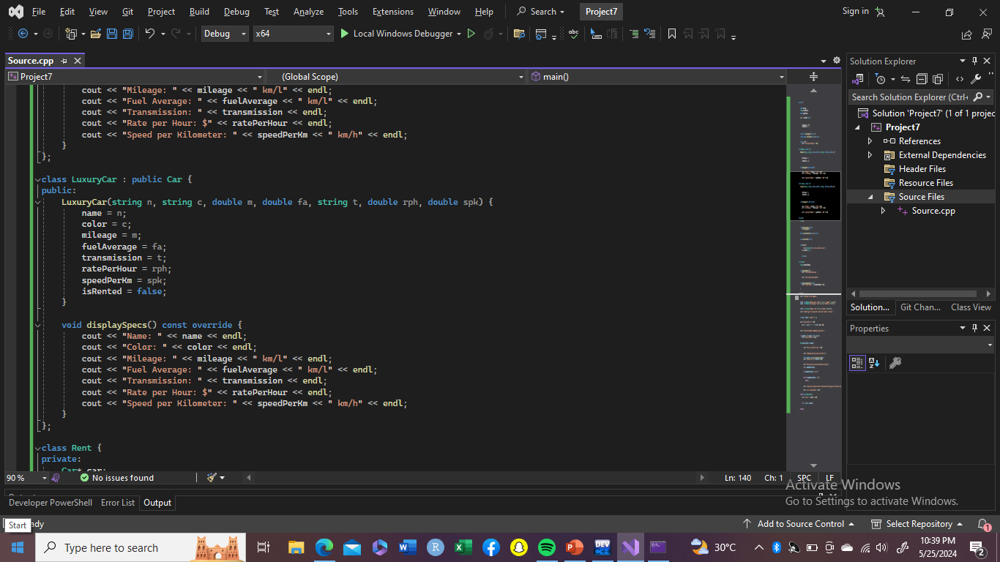 File Edit View Git Project Build Debug Test Analyze Tools Extensions Window Help Search Project7 Sign in
Debug x64 Local Windows Debugger
Source.cpp
Project7 (Global Scope) main()
cout << "Mileage: " << mileage << " km/l" << endl;
cout << "Fuel Average: " << fuelAverage << " km/l" << endl;
cout << "Transmission: " << transmission << endl;
cout << "Rate per Hour: $" << ratePerHour << endl;
cout << "Speed per Kilometer: " << speedPerKm << " km/h" << endl;
}
};
class LuxuryCar : public Car {
public:
LuxuryCar(string n, string c, double m, double fa, string t, double rph, double spk) {
name = n;
color = c;
mileage = m;
fuelAverage = fa;
transmission = t;
ratePerHour = rph;
speedPerKm = spk;
isRented = false;
}
void displaySpecs() const override {
cout << "Name: " << name << endl;
cout << "Color: " << color << endl;
cout << "Mileage: " << mileage << " km/l" << endl;
cout << "Fuel Average: " << fuelAverage << " km/l" << endl;
cout << "Transmission: " << transmission << endl;
cout << "Rate per Hour: $" << ratePerHour << endl;
cout << "Speed per Kilometer: " << speedPerKm << " km/h" << endl;
}
};
class Rent {
private:
Car* car;
90 % No issues found Ln: 140 Ch: 1 SPC LF
Developer PowerShell Error List Output
Solution Explorer
Search Solution Explorer (Ctrl+
Solution 'Project7' (1 of 1 projec
Project7
References
External Dependencies
Header Files
Resource Files
Source Files
Source.cpp
Solution... Git Chan... Class View
Properties
Activate Windows
Go to Settings to activate Windows.
Start
Add to Source Control Select Repository 1
Type here to search
DEV
30°C
10:39 PM
5/25/2024
2